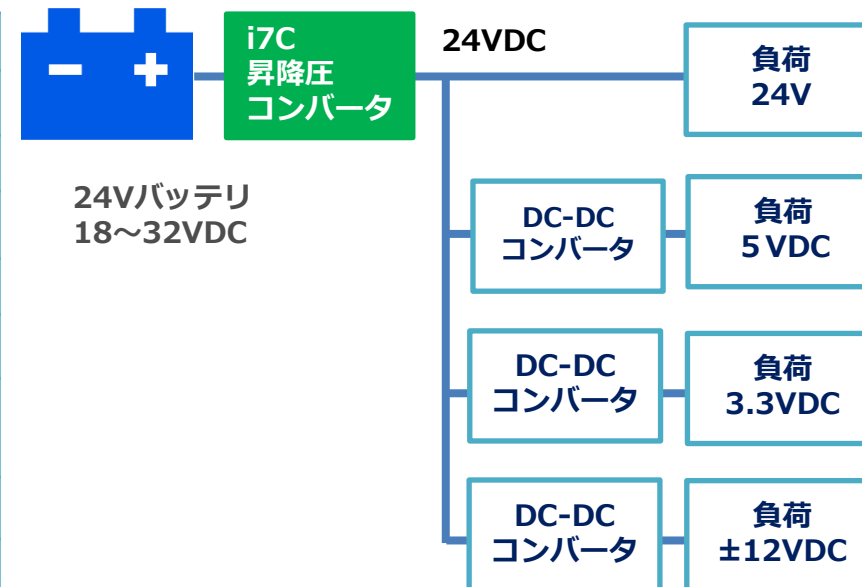 i7C
昇降圧
コンバータ
24VDC
負荷
24V
24Vバッテリ
18～32VDC
DC-DC
コンバータ
負荷
5VDC
DC-DC
コンバータ
負荷
3.3VDC
DC-DC
コンバータ
負荷
±12VDC